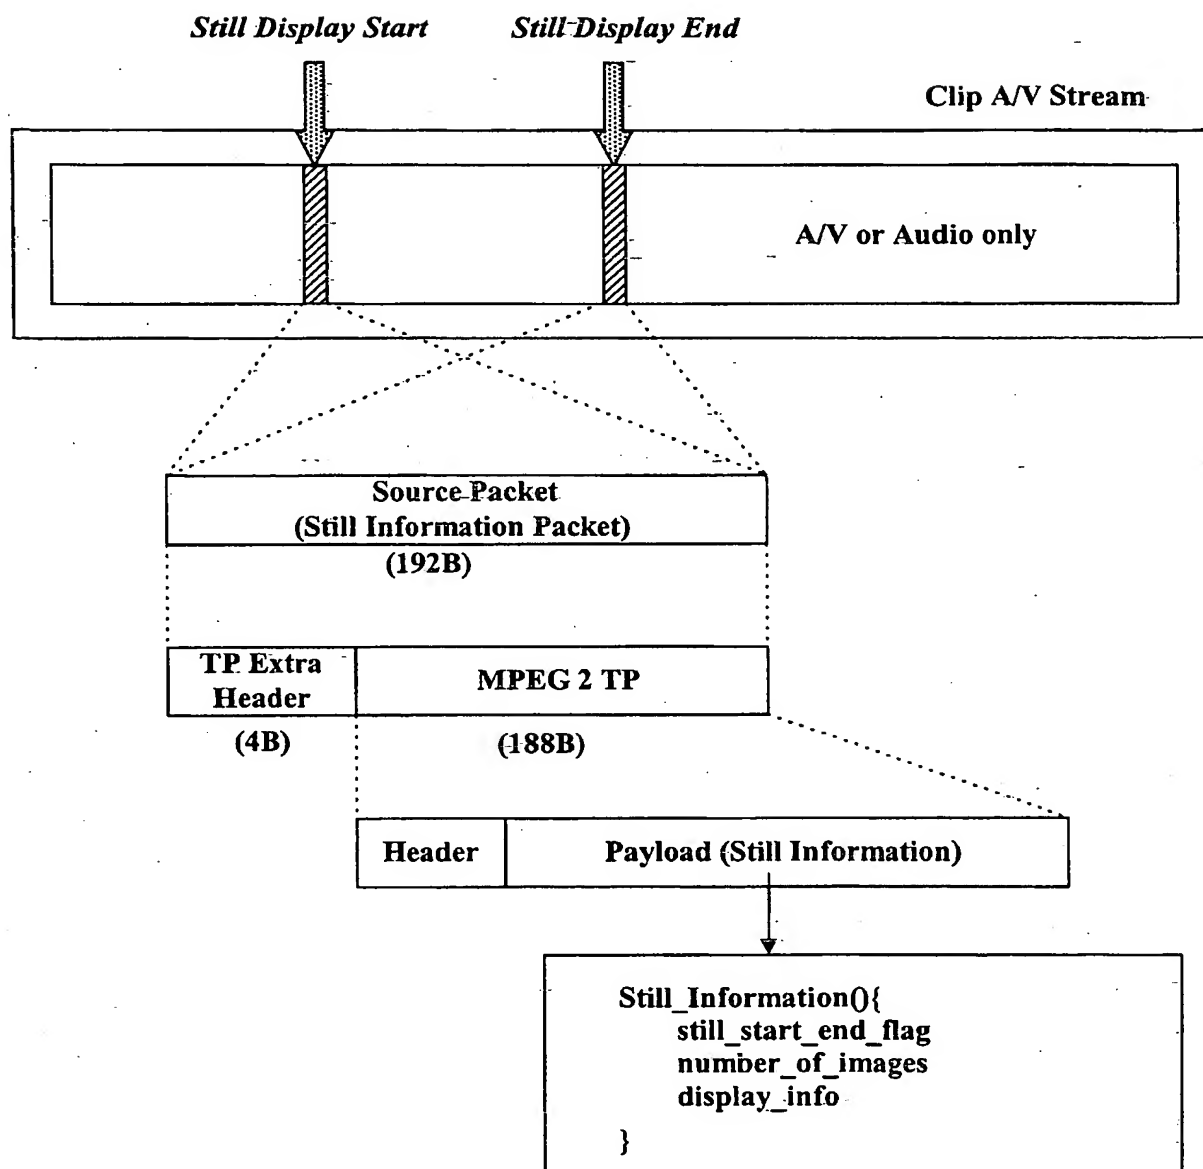 Still Display Start
Still Display End
Clip A/V Stream
A/V or Audio only
Source Packet
(Still Information Packet)
(192B)
TP Extra
Header
MPEG 2 TP
(4B)
(188B)
Header
Payload (Still Information)
Still_Information(){
still_start_end_flag
number_of_images
display_info
}